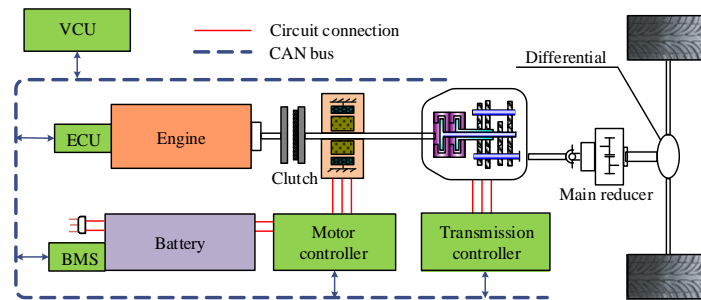 VCU
Circuit connection
CAN bus
Differential
ECU
Engine
Clutch
Main reducer
Battery
BMS
Motor
controller
Transmission
controller